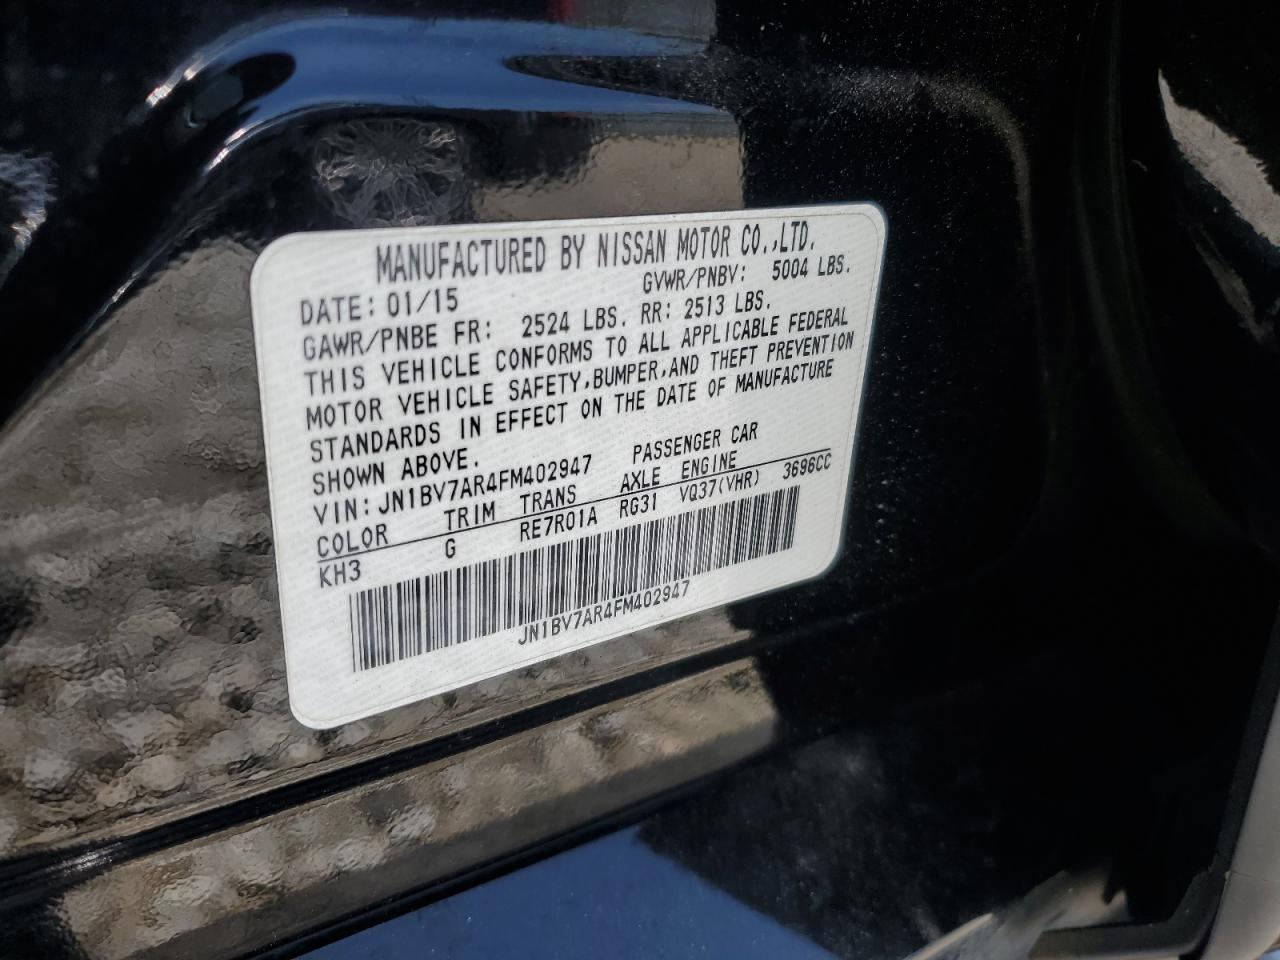 MANUFACTURED BY NISSAN MOTOR CO.,LTD.
DATE: 01/15 GVWR/PNBV: 5004 LBS.
GAWR/PNBE FR: 2524 LBS. RR: 2513 LBS.
THIS VEHICLE CONFORMS TO ALL APPLICABLE FEDERAL
MOTOR VEHICLE SAFETY,BUMPER,AND THEFT PREVENTION
STANDARDS IN EFFECT ON THE DATE OF MANUFACTURE
SHOWN ABOVE.
VIN: JN1BV7AR4FM402947 PASSENGER CAR
COLOR TRIM TRANS AXLE ENGINE
KH3 G RE7R01A RG31 VQ37(VHR) 3696CC
JN1BV7AR4FM402947